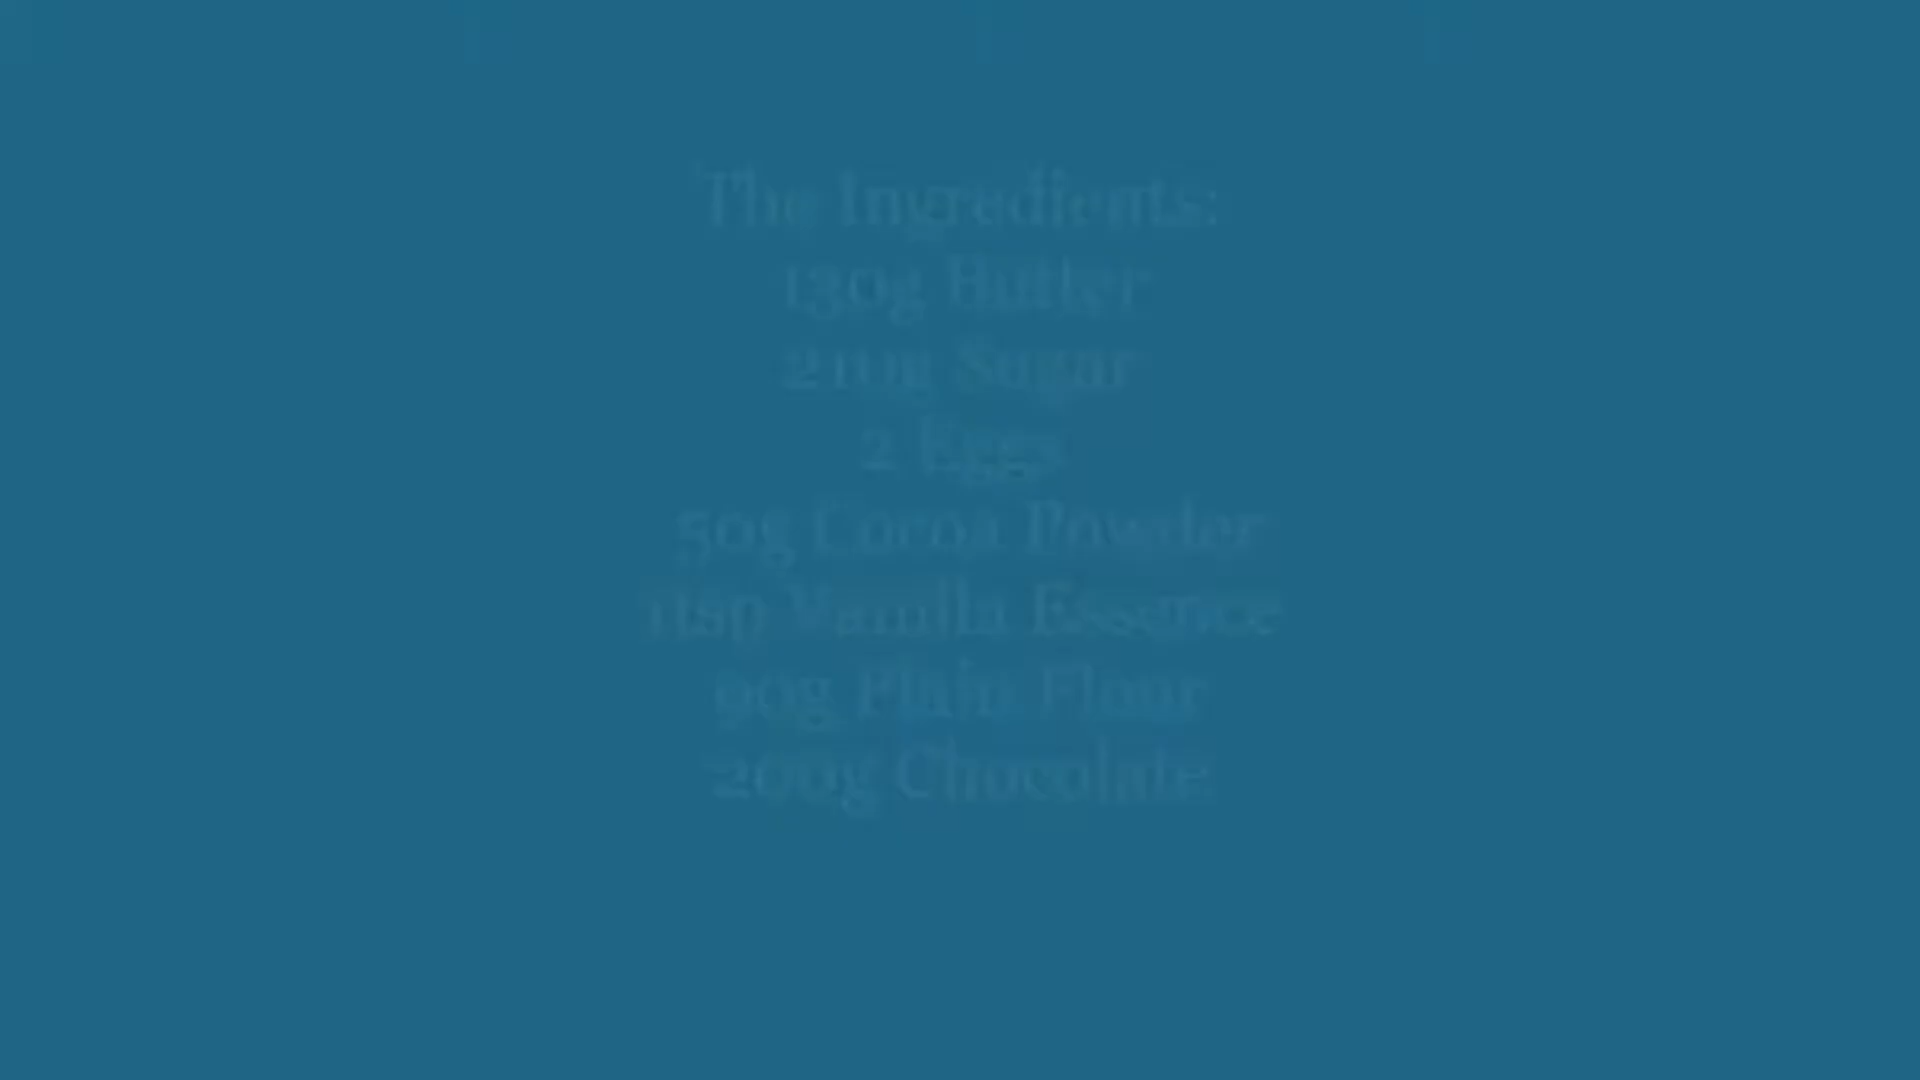 The Ingredients:
130g Butter
210g Sugar
2 Eggs
50g Cocoa Powder
1tsp Vanilla Essence
90g Plain Flour
200g Chocolate